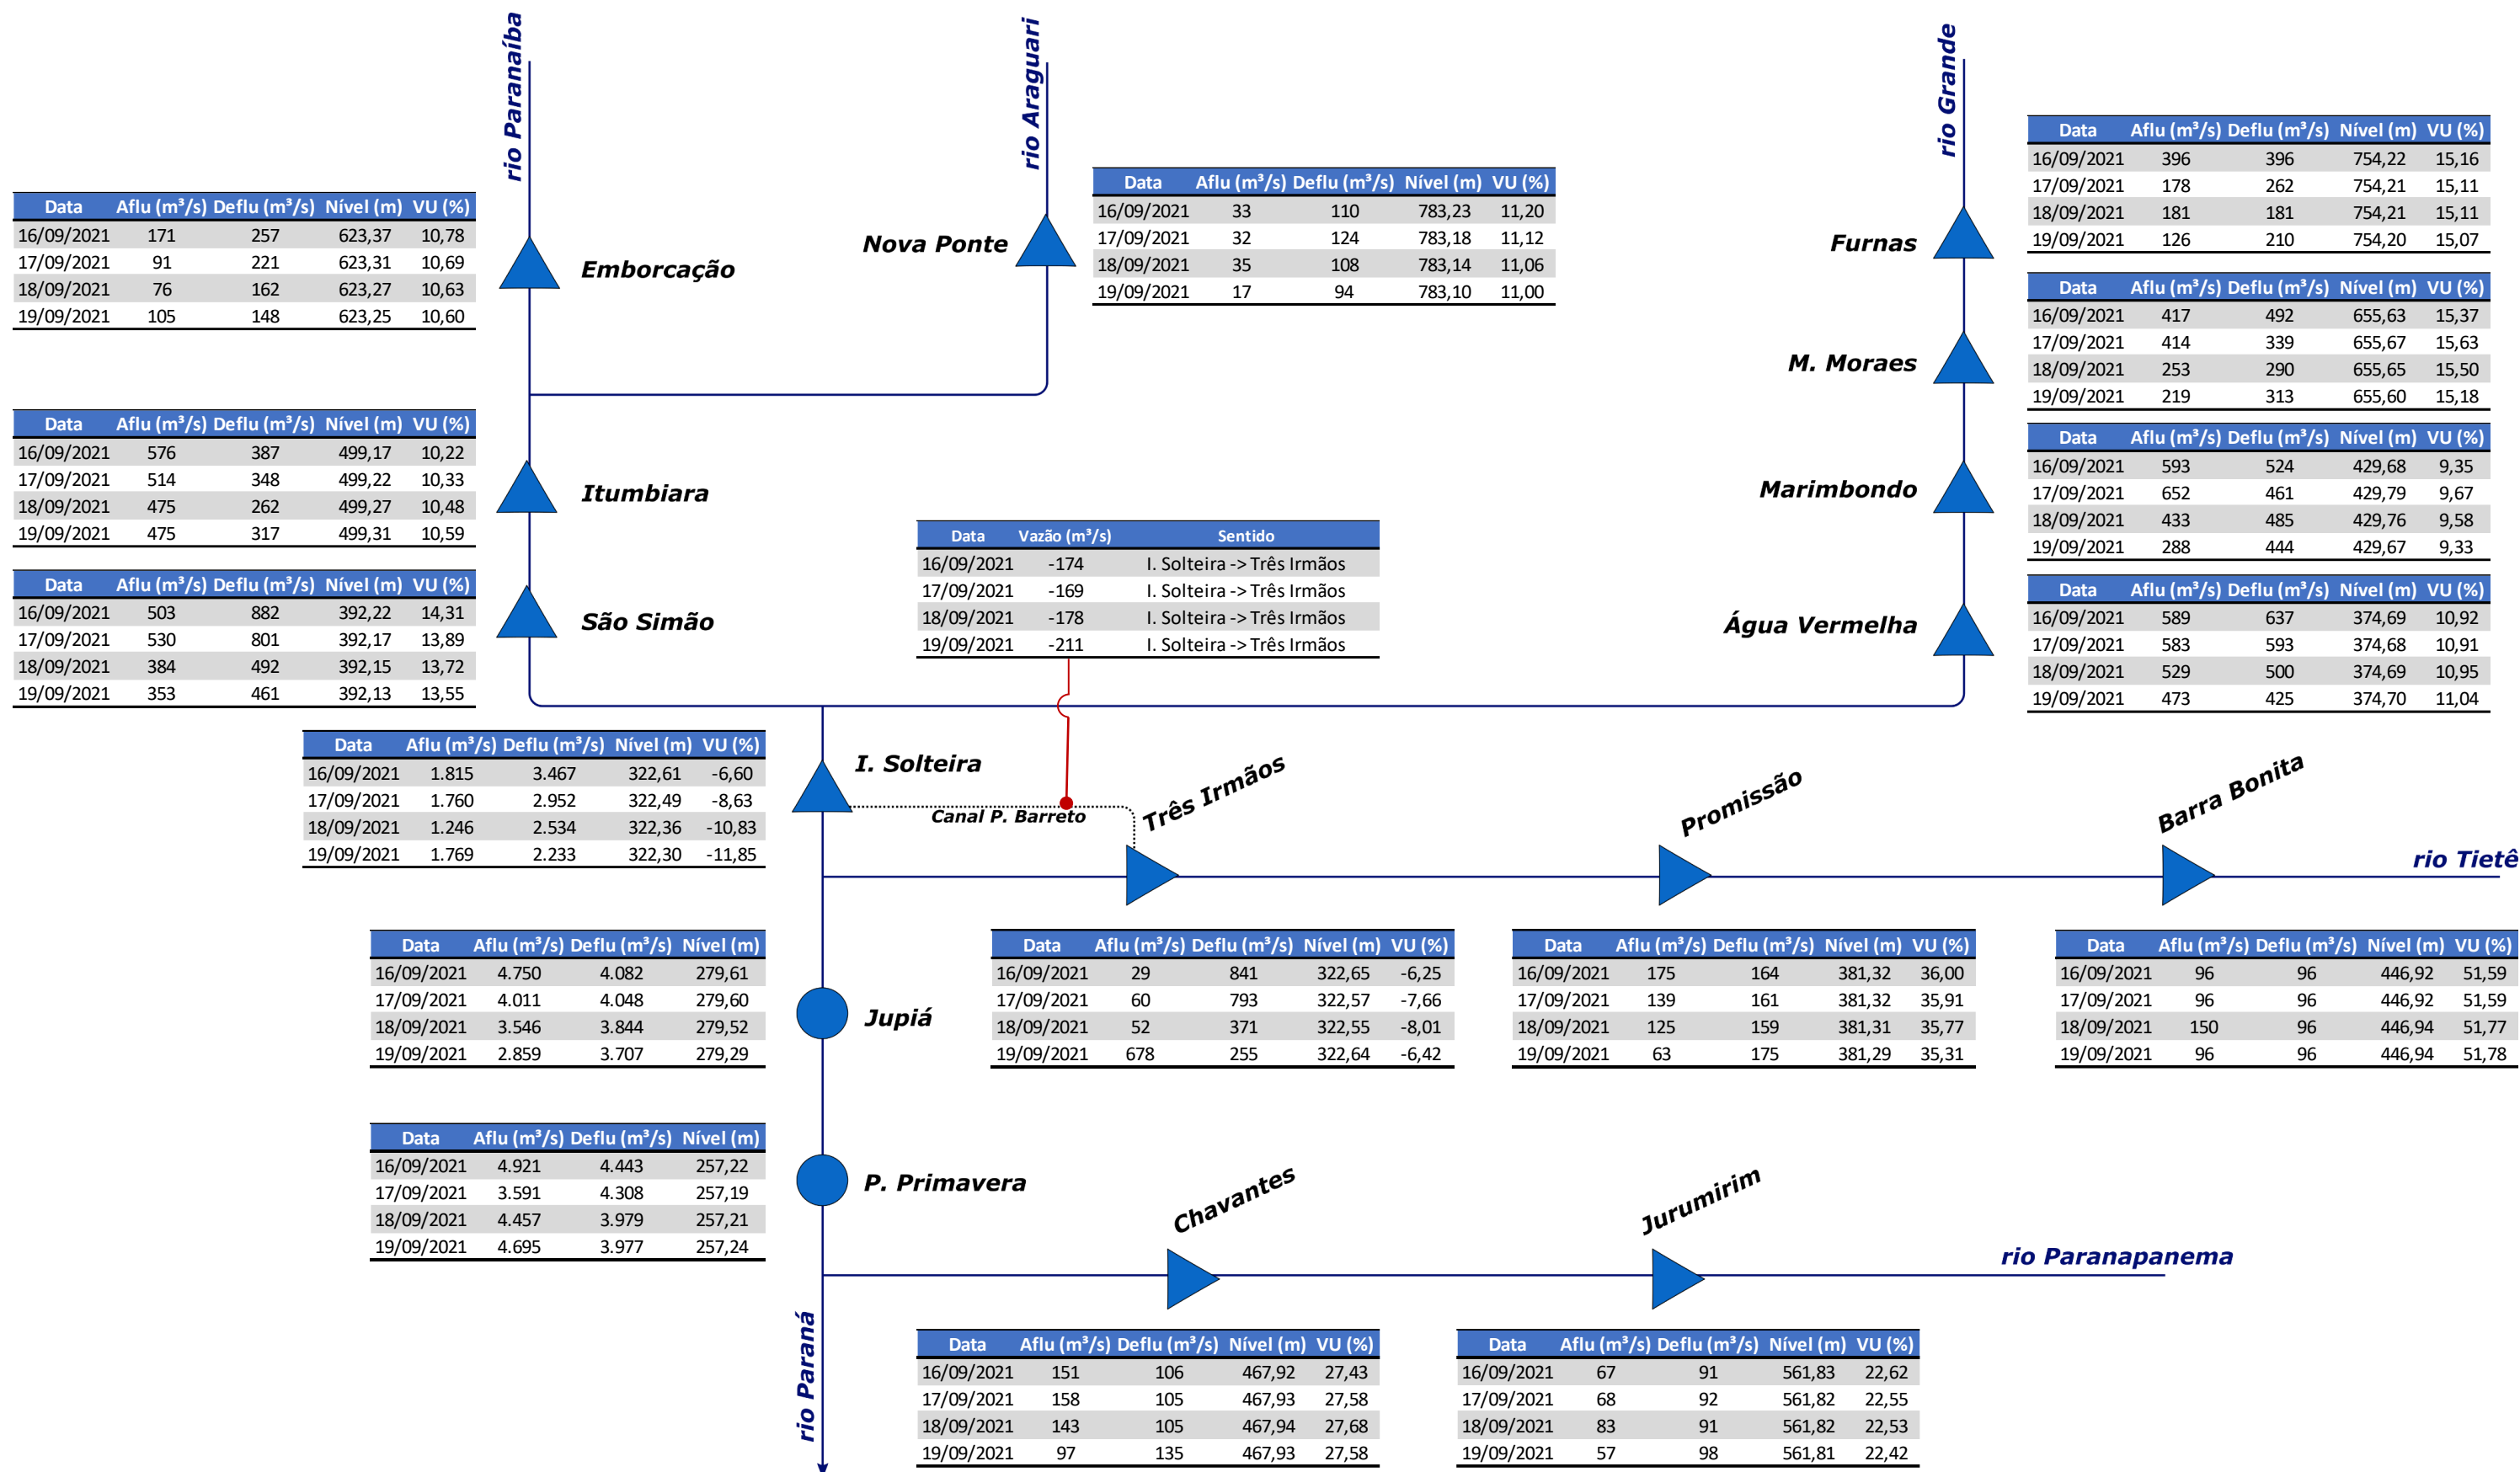 rio Paranaíba
rio Araguari
rio Grande
Data Aflu (m³/s) Deflu (m³/s) Nível (m) VU (%)
16/09/2021 396 396 754,22 15,16
17/09/2021 178 262 754,21 15,11
18/09/2021 181 181 754,21 15,11
19/09/2021 126 210 754,20 15,07
Furnas
Data Aflu (m³/s) Deflu (m³/s) Nível (m) VU (%)
16/09/2021 33 110 783,23 11,20
17/09/2021 32 124 783,18 11,12
18/09/2021 35 108 783,14 11,06
19/09/2021 17 94 783,10 11,00
Nova Ponte
Data Aflu (m³/s) Deflu (m³/s) Nível (m) VU (%)
16/09/2021 171 257 623,37 10,78
17/09/2021 91 221 623,31 10,69
18/09/2021 76 162 623,27 10,63
19/09/2021 105 148 623,25 10,60
Emborcação
Data Aflu (m³/s) Deflu (m³/s) Nível (m) VU (%)
16/09/2021 417 492 655,63 15,37
17/09/2021 414 339 655,67 15,63
18/09/2021 253 290 655,65 15,50
19/09/2021 219 313 655,60 15,18
M. Moraes
Data Aflu (m³/s) Deflu (m³/s) Nível (m) VU (%)
16/09/2021 576 387 499,17 10,22
17/09/2021 514 348 499,22 10,33
18/09/2021 475 262 499,27 10,48
19/09/2021 475 317 499,31 10,59
Itumbiara
Data Aflu (m³/s) Deflu (m³/s) Nível (m) VU (%)
16/09/2021 593 524 429,68 9,35
17/09/2021 652 461 429,79 9,67
18/09/2021 433 485 429,76 9,58
19/09/2021 288 444 429,67 9,33
Marimbondo
Data Vazão (m³/s) Sentido
16/09/2021 -174 I. Solteira -> Três Irmãos
17/09/2021 -169 I. Solteira -> Três Irmãos
18/09/2021 -178 I. Solteira -> Três Irmãos
19/09/2021 -211 I. Solteira -> Três Irmãos
Data Aflu (m³/s) Deflu (m³/s) Nível (m) VU (%)
16/09/2021 503 882 392,22 14,31
17/09/2021 530 801 392,17 13,89
18/09/2021 384 492 392,15 13,72
19/09/2021 353 461 392,13 13,55
São Simão
Data Aflu (m³/s) Deflu (m³/s) Nível (m) VU (%)
16/09/2021 589 637 374,69 10,92
17/09/2021 583 593 374,68 10,91
18/09/2021 529 500 374,69 10,95
19/09/2021 473 425 374,70 11,04
Água Vermelha
Data Aflu (m³/s) Deflu (m³/s) Nível (m) VU (%)
16/09/2021 1.815 3.467 322,61 -6,60
17/09/2021 1.760 2.952 322,49 -8,63
18/09/2021 1.246 2.534 322,36 -10,83
19/09/2021 1.769 2.233 322,30 -11,85
I. Solteira
Canal P. Barreto
Três Irmãos
Promissão
Barra Bonita
rio Tietê
Data Aflu (m³/s) Deflu (m³/s) Nível (m)
16/09/2021 4.750 4.082 279,61
17/09/2021 4.011 4.048 279,60
18/09/2021 3.546 3.844 279,52
19/09/2021 2.859 3.707 279,29
Jupiá
Data Aflu (m³/s) Deflu (m³/s) Nível (m) VU (%)
16/09/2021 29 841 322,65 -6,25
17/09/2021 60 793 322,57 -7,66
18/09/2021 52 371 322,55 -8,01
19/09/2021 678 255 322,64 -6,42
Data Aflu (m³/s) Deflu (m³/s) Nível (m) VU (%)
16/09/2021 175 164 381,32 36,00
17/09/2021 139 161 381,32 35,91
18/09/2021 125 159 381,31 35,77
19/09/2021 63 175 381,29 35,31
Data Aflu (m³/s) Deflu (m³/s) Nível (m) VU (%)
16/09/2021 96 96 446,92 51,59
17/09/2021 96 96 446,92 51,59
18/09/2021 150 96 446,94 51,77
19/09/2021 96 96 446,94 51,78
Data Aflu (m³/s) Deflu (m³/s) Nível (m)
16/09/2021 4.921 4.443 257,22
17/09/2021 3.591 4.308 257,19
18/09/2021 4.457 3.979 257,21
19/09/2021 4.695 3.977 257,24
P. Primavera
Chavantes
Jurumirim
rio Paranapanema
rio Paraná
Data Aflu (m³/s) Deflu (m³/s) Nível (m) VU (%)
16/09/2021 151 106 467,92 27,43
17/09/2021 158 105 467,93 27,58
18/09/2021 143 105 467,94 27,68
19/09/2021 97 135 467,93 27,58
Data Aflu (m³/s) Deflu (m³/s) Nível (m) VU (%)
16/09/2021 67 91 561,83 22,62
17/09/2021 68 92 561,82 22,55
18/09/2021 83 91 561,82 22,53
19/09/2021 57 98 561,81 22,42